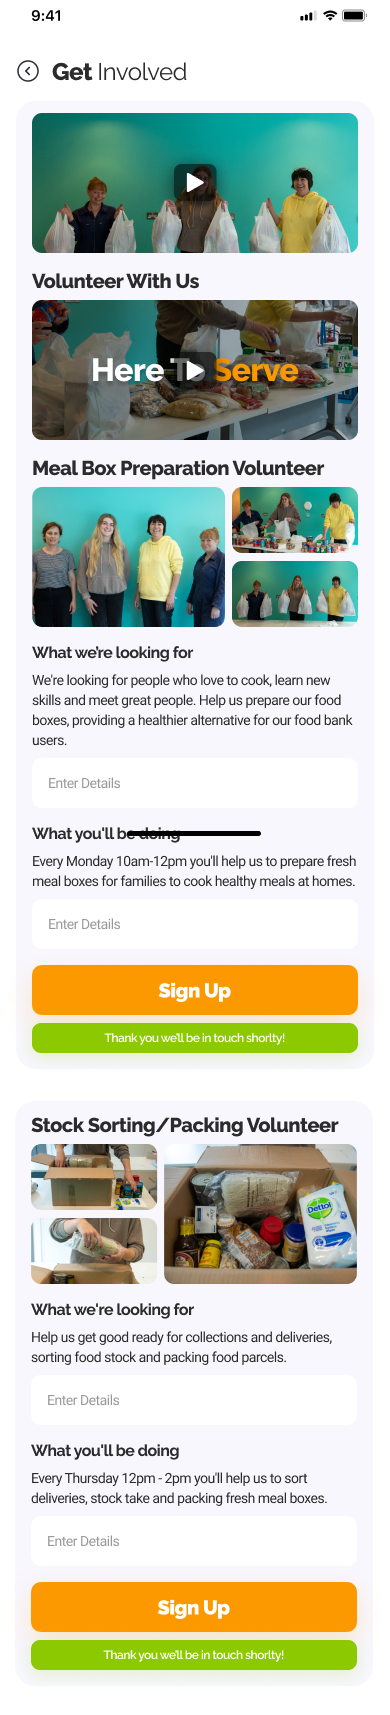 9:41
Get Involved
Volunteer With Us
Here To Serve
Meal Box Preparation Volunteer
What we're looking for
We're looking for people who love to cook, learn new
skills and meet great people. Help us prepare our food
boxes, providing a healthier alternative for our food bank
users.
Enter Details
What you'll be doing
Every Monday 10am-12pm you'll help us to prepare fresh
meal boxes for families to cook healthy meals at homes.
Enter Details
Sign Up
Thank you we'll be in touch shorlty!
Stock Sorting/Packing Volunteer
Dettol
What we're looking for
Help us get good ready for collections and deliveries,
sorting food stock and packing food parcels.
Enter Details
What you'll be doing
Every Thursday 12pm - 2pm you'll help us to sort
deliveries, stock take and packing fresh meal boxes.
Enter Details
Sign Up
Thank you we'll be in touch shorlty!